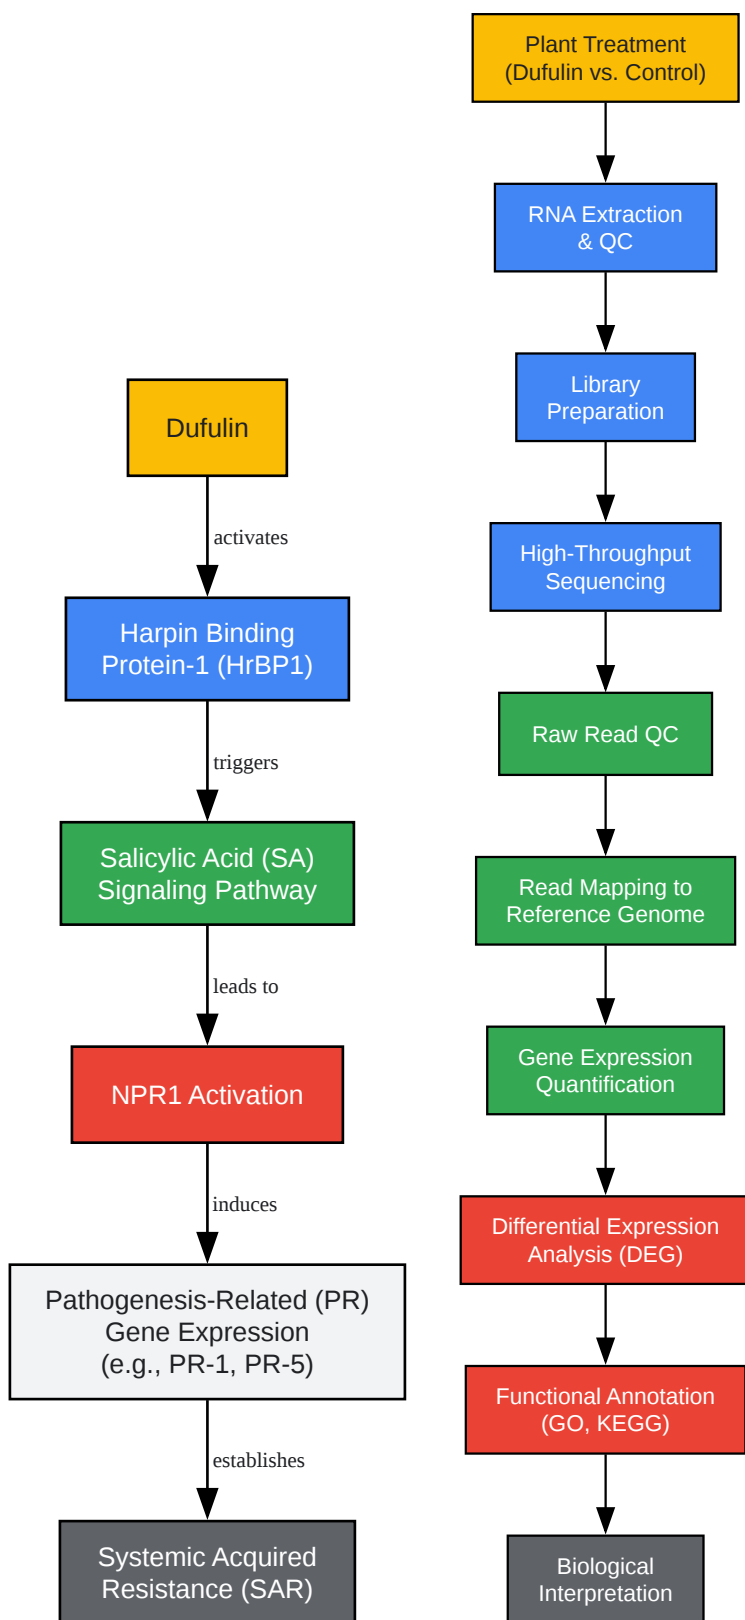 Dufulin
activates
Harpin Binding
Protein-1 (HrBP1)
triggers
Salicylic Acid (SA)
Signaling Pathway
leads to
NPR1 Activation
induces
Pathogenesis-Related (PR)
Gene Expression
(e.g., PR-1, PR-5)
establishes
Systemic Acquired
Resistance (SAR)
Plant Treatment
(Dufulin vs. Control)
RNA Extraction
& QC
Library
Preparation
High-Throughput
Sequencing
Raw Read QC
Read Mapping to
Reference Genome
Gene Expression
Quantification
Differential Expression
Analysis (DEG)
Functional Annotation
(GO, KEGG)
Biological
Interpretation